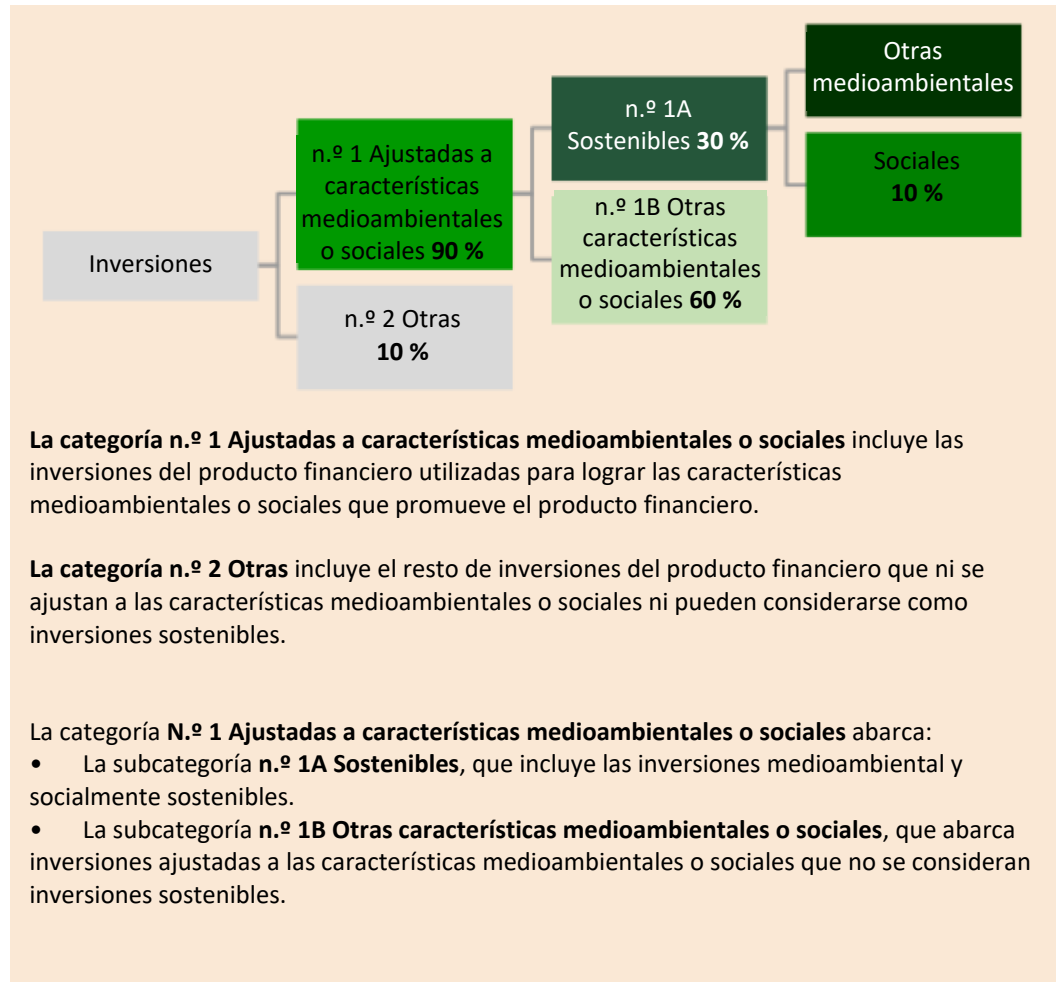 Otras
medioambientales
n.º 1A
Sostenibles 30 %
n.º 1 Ajustadas a
características
medioambientales
o sociales 90 %
Sociales
10 %
n.º 1B Otras
características
medioambientales
o sociales 60 %
Inversiones
n.º 2 Otras
10 %
La categoría n.º 1 Ajustadas a características medioambientales o sociales incluye las
inversiones del producto financiero utilizadas para lograr las características
medioambientales o sociales que promueve el producto financiero.
La categoría n.º 2 Otras incluye el resto de inversiones del producto financiero que ni se
ajustan a las características medioambientales o sociales ni pueden considerarse como
inversiones sostenibles.
La categoría N.º 1 Ajustadas a características medioambientales o sociales abarca:
• La subcategoría n.º 1A Sostenibles, que incluye las inversiones medioambiental y
socialmente sostenibles.
• La subcategoría n.º 1B Otras características medioambientales o sociales, que abarca
inversiones ajustadas a las características medioambientales o sociales que no se consideran
inversiones sostenibles.